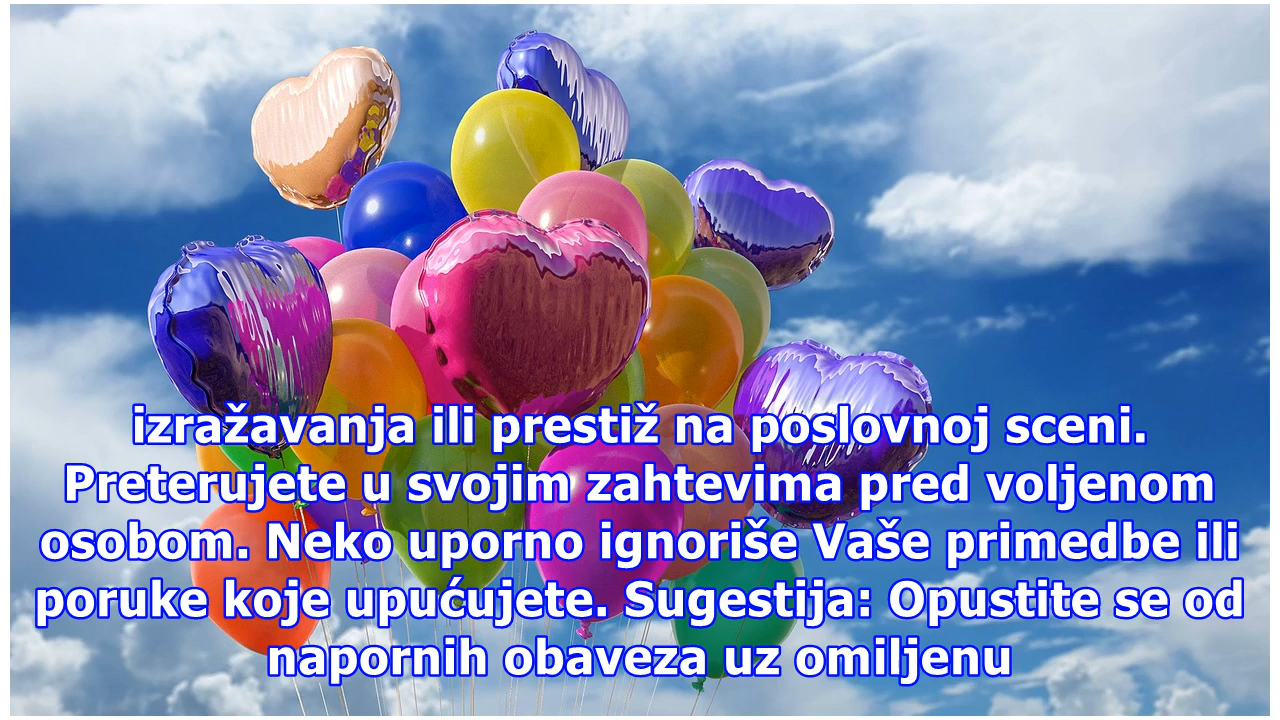 izražavanja ili prestiž na poslovnoj sceni.
Preterujete u svojim zahtevima pred voljenom
osobom. Neko uporno ignoriše Vaše primedbe ili
poruke koje upućujete. Sugestija: Opustite se od
napornih obaveza uz omiljenu